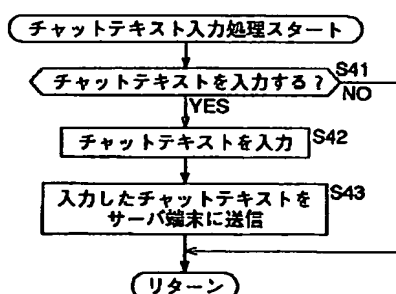 チャットテキスト入力処理スタート
チャットテキストを入力する?
S41
NO
YES
チャットテキストを入力
S42
入力したチャットテキストを
サーバ端末に送信
S43
リターン